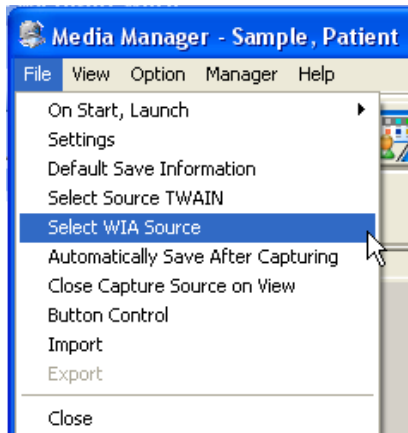 Media Manager - Sample, Patient
File View Option Manager Help
On Start, Launch
Settings
Default Save Information
Select Source TWAIN
Select WIA Source
Automatically Save After Capturing
Close Capture Source on View
Button Control
Import
Export
Close